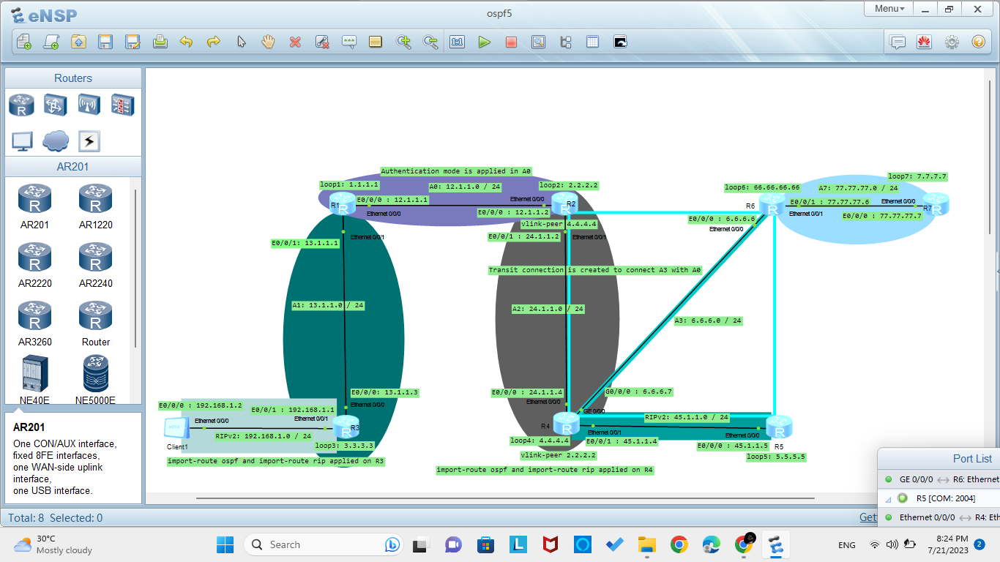 eNSP
ospf5
Menu
Routers
AR201
AR201
AR1220
AR2220
AR2240
AR3260
Router
NE40E
NE5000E
AR201
One CON/AUX interface,
fixed 8FE interfaces,
one WAN-side uplink
interface,
one USB interface.
Authentication mode is applied in A0
loop1: 1.1.1.1
A0: 12.1.1.0 / 24
loop2: 2.2.2.2
R1
R
E0/0/0 : 12.1.1.1
Ethernet 0/0/0
Ethernet 0/0/0
E0/0/0 : 12.1.1.2
R2
R
vlink-peer 4.4.4.4
E0/0/1: 13.1.1.1
Ethernet 0/0/1
E0/0/1 : 24.1.1.2
Ethernet 0/0/1
loop6: 66.66.66.66
A7: 77.77.77.0 / 24
loop7: 7.7.7.7
R6
R
E0/0/1 : 77.77.77.6
Ethernet 0/0/0
R7
R
Ethernet 0/0/1
E0/0/0 : 77.77.77.7
E0/0/0 : 6.6.6.6
Ethernet 0/0/0
Transit connection is created to connect A3 with A0
A1: 13.1.1.0 / 24
A2: 24.1.1.0 / 24
A3: 6.6.6.0 / 24
E0/0/0: 13.1.1.3
Ethernet 0/0/0
E0/0/0 : 24.1.1.4
Ethernet 0/0/0
G0/0/0 : 6.6.6.7
GE 0/0/0
E0/0/0 : 192.168.1.2
E0/0/1 : 192.168.1.1
Ethernet 0/0/0
Ethernet 0/0/1
R3
R
Client1
RIPv2: 192.168.1.0 / 24
loop3: 3.3.3.3
import-route ospf and import-route rip applied on R3
R4
R
RIPv2: 45.1.1.0 / 24
Ethernet 0/0/1
Ethernet 0/0/0
R
loop4: 4.4.4.4
E0/0/1 : 45.1.1.4
E0/0/0 : 45.1.1.5
R5
vlink-peer 2.2.2.2
loop5: 5.5.5.5
import-route ospf and import-route rip applied on R4
Port List
GE 0/0/0
R6: Ethernet
R5 [COM: 2004]
Ethernet 0/0/0
R4: Eth
Total: 8 Selected: 0
Get
30°C
Mostly cloudy
Search
ENG
8:24 PM
7/21/2023
2